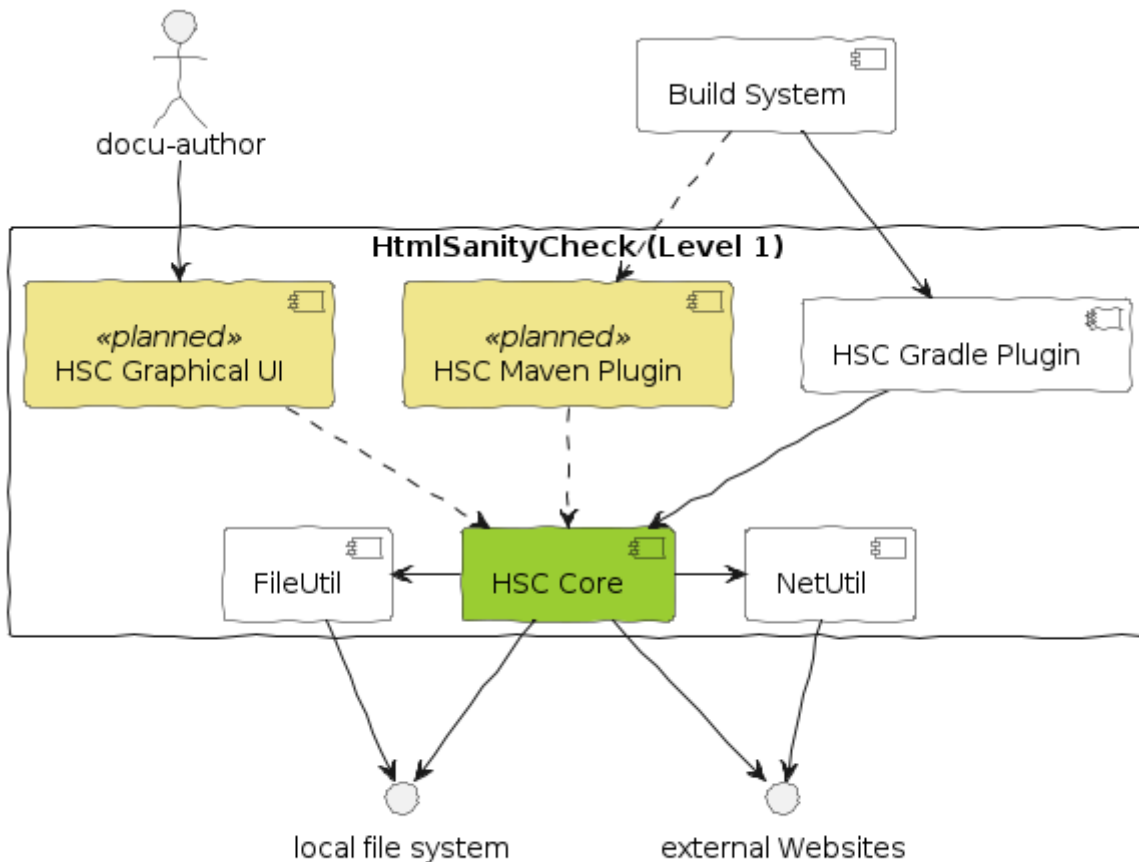 docu-author
Build System
HtmlSanityCheck (Level 1)
«planned»
HSC Graphical UI
«planned»
HSC Maven Plugin
HSC Gradle Plugin
FileUtil
HSC Core
NetUtil
local file system
external Websites